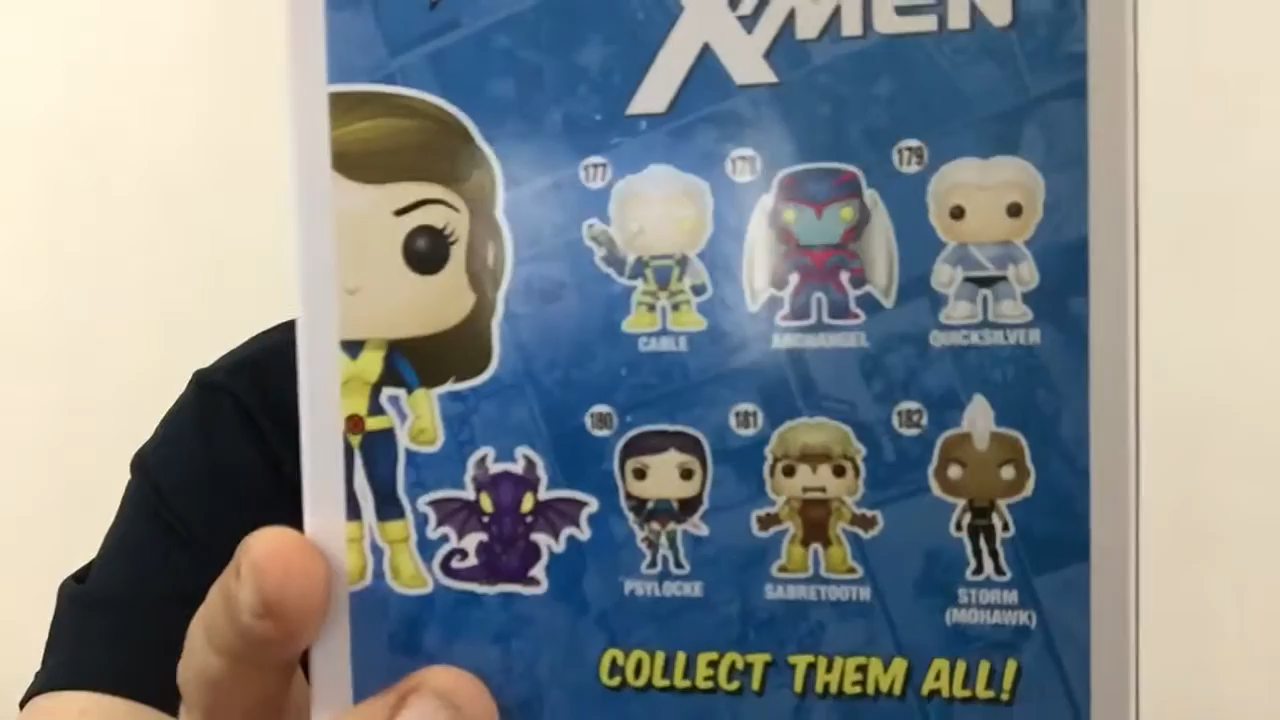 X-MEN
177 178 179
CABLE ARCHANGEL QUICKSILVER
180 181 182
PSYLOCKE SABRETOOTH STORM
(MOHAWK)
COLLECT THEM ALL!